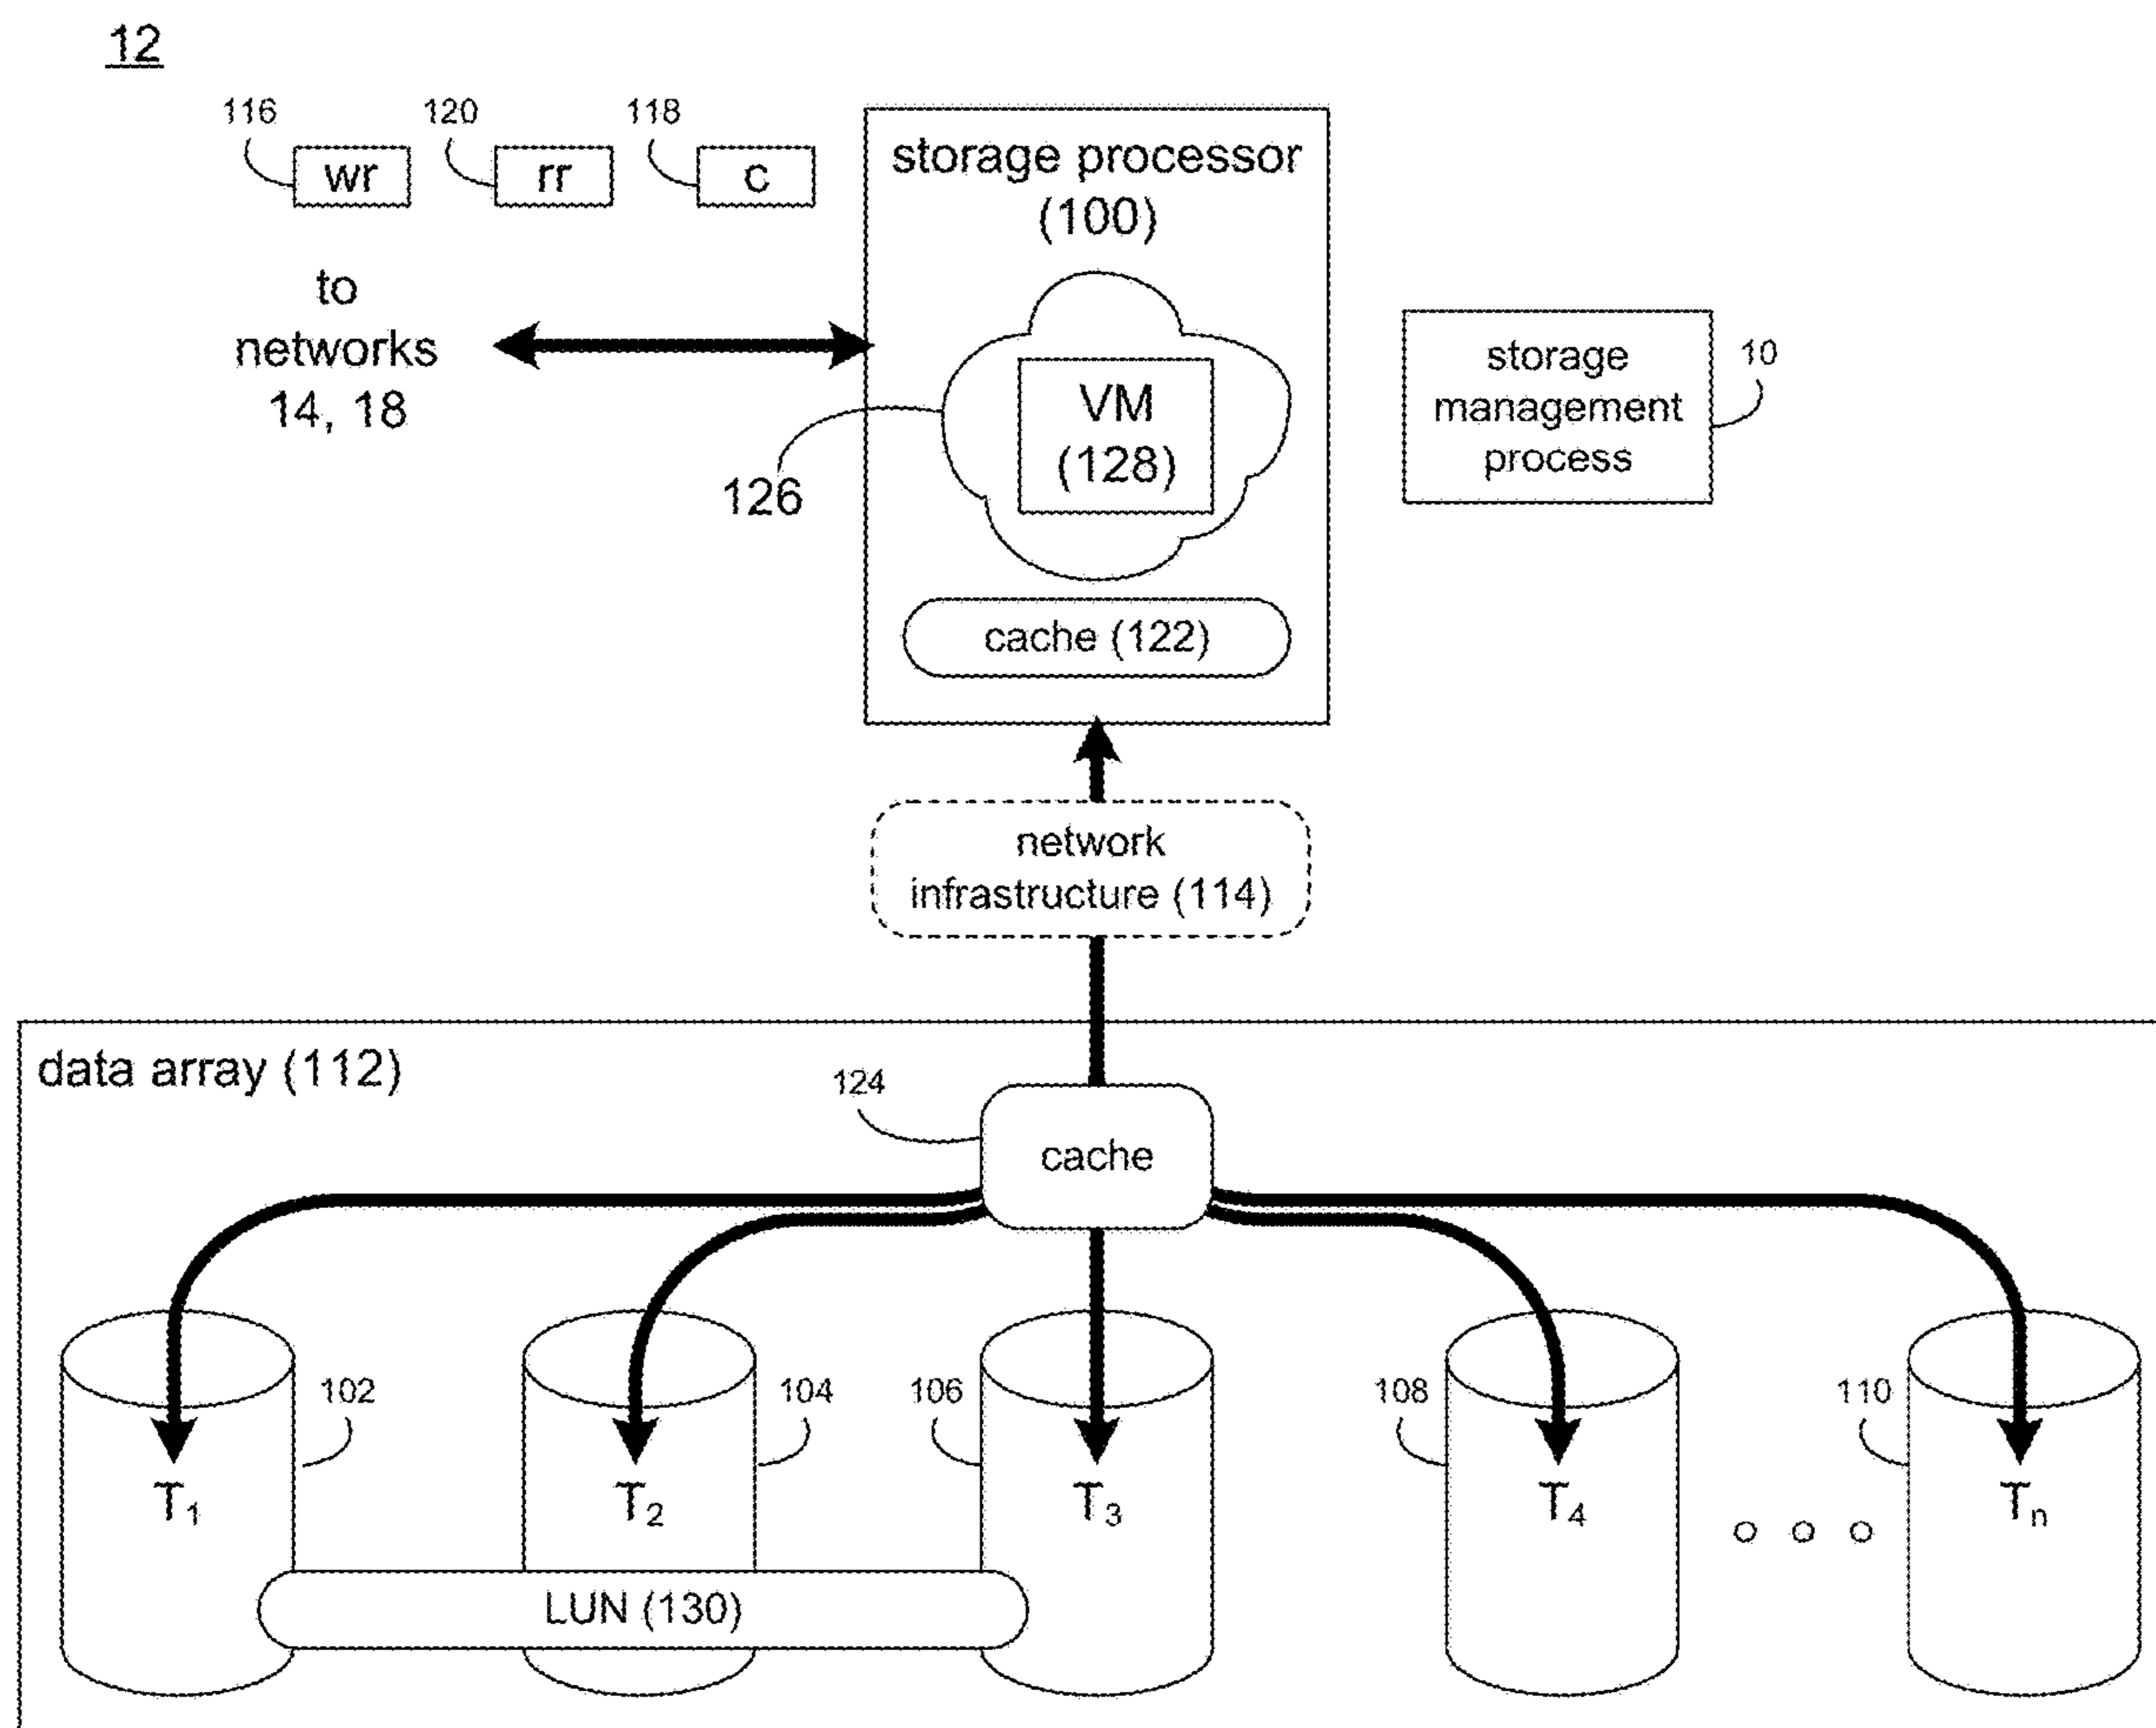 12
116 120 118
wr rr c
storage processor
(100)
to
networks
14, 18
126
VM
(128)
cache (122)
storage
management
process
10
network
infrastructure (114)
data array (112)
124
cache
102 104 106 108 110
T1 T2 T3 T4 Tn
LUN (130)